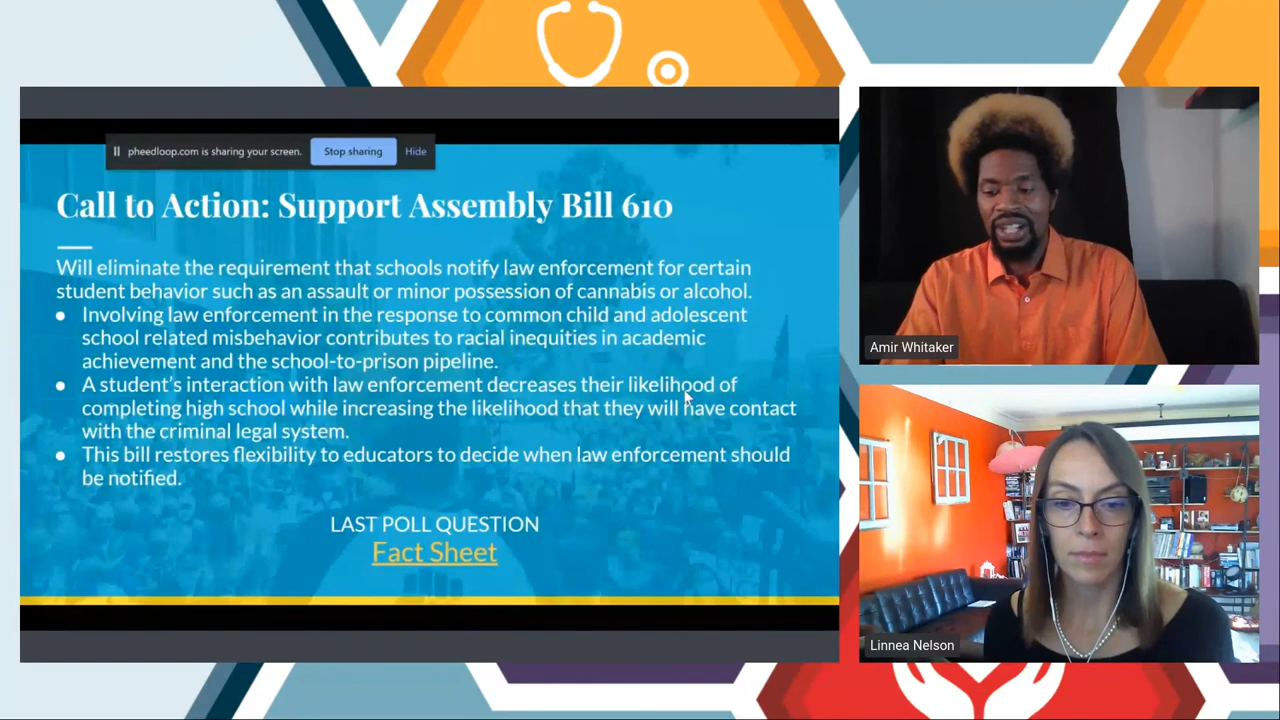 pheedloop.com is sharing your screen. Stop sharing Hide
Call to Action: Support Assembly Bill 610
Will eliminate the requirement that schools notify law enforcement for certain
student behavior such as an assault or minor possession of cannabis or alcohol.
● Involving law enforcement in the response to common child and adolescent
school related misbehavior contributes to racial inequities in academic
achievement and the school-to-prison pipeline.
● A student's interaction with law enforcement decreases their likelihood of
completing high school while increasing the likelihood that they will have contact
with the criminal legal system.
● This bill restores flexibility to educators to decide when law enforcement should
be notified.
LAST POLL QUESTION
Fact Sheet
Amir Whitaker
Linnea Nelson